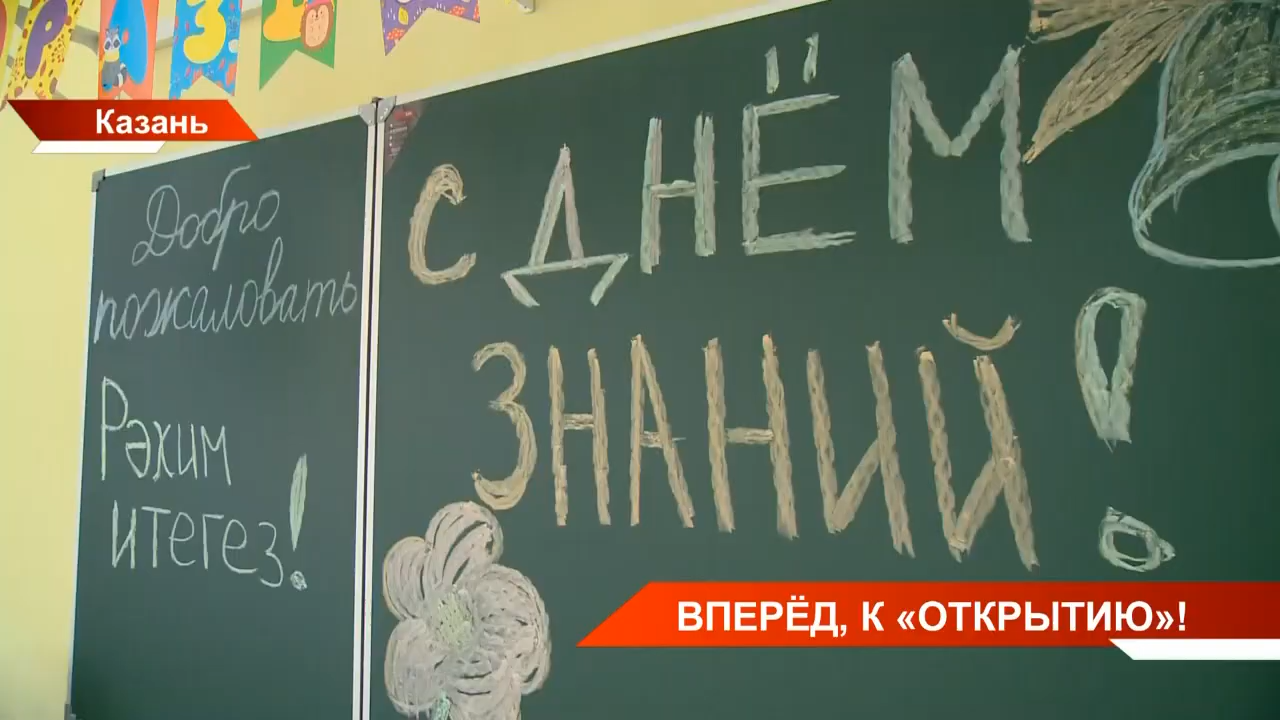 Казань
Добро
пожаловать
Рәхим
итегез!
С ДНЁМ
ЗНАНИЙ!
ВПЕРЁД, К «ОТКРЫТИЮ»!